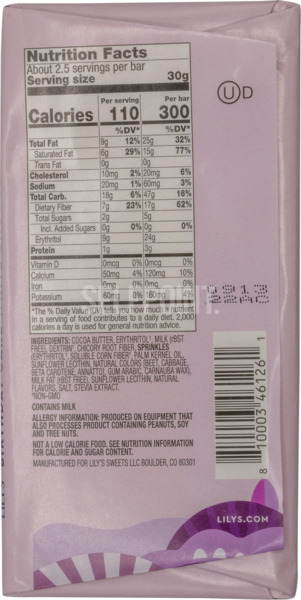 Nutrition Facts
About 2.5 servings per bar
Serving size 30g
Per serving Per bar
Calories 110 300
%DV* %DV*
Total Fat 9g 12% 25g 32%
Saturated Fat 6g 29% 15g 77%
Trans Fat 0g 0g
Cholesterol 10mg 2% 20mg 6%
Sodium 20mg 1% 60mg 3%
Total Carb. 18g 6% 47g 16%
Dietary Fiber 7g 23% 17g 62%
Total Sugars 2g 5g
Incl. Added Sugars 0g 0% 0g 0%
Erythritol 9g 24g
Protein 1g 3g
Vitamin D 0mcg 0% 0mcg 0%
Calcium 50mg 4% 120mg 10%
Iron 0mg 0% 0mg 0%
Potassium 60mg 0% 160mg 4%
*The % Daily Value (DV) tells you how much a nutrient
in a serving of food contributes to a daily diet. 2,000
calories a day is used for general nutrition advice.
INGREDIENTS: COCOA BUTTER, ERYTHRITOL, MILK (rBST
FREE), DEXTRIN, CHICORY ROOT FIBER, SPRINKLES
(ERYTHRITOL, SOLUBLE CORN FIBER, PALM KERNEL OIL,
SUNFLOWER LECITHIN, NATURAL COLORS [BEET, CABBAGE,
BETA CAROTENE, ANNATTO], GUM ARABIC, CARNAUBA WAX),
MILK FAT (rBST FREE), SUNFLOWER LECITHIN, NATURAL
FLAVORS, SALT, STEVIA EXTRACT.
*NON-GMO
CONTAINS MILK
ALLERGY INFORMATION: PRODUCED ON EQUIPMENT THAT
ALSO PROCESSES PRODUCT CONTAINING PEANUTS, SOY
AND TREE NUTS.
NOT A LOW CALORIE FOOD. SEE NUTRITION INFORMATION
FOR CALORIE AND SUGAR CONTENT.
MANUFACTURED FOR LILY'S SWEETS LLC BOULDER, CO 80301
U D
0913
22AC
8 10003 46126 1
LILYS.COM